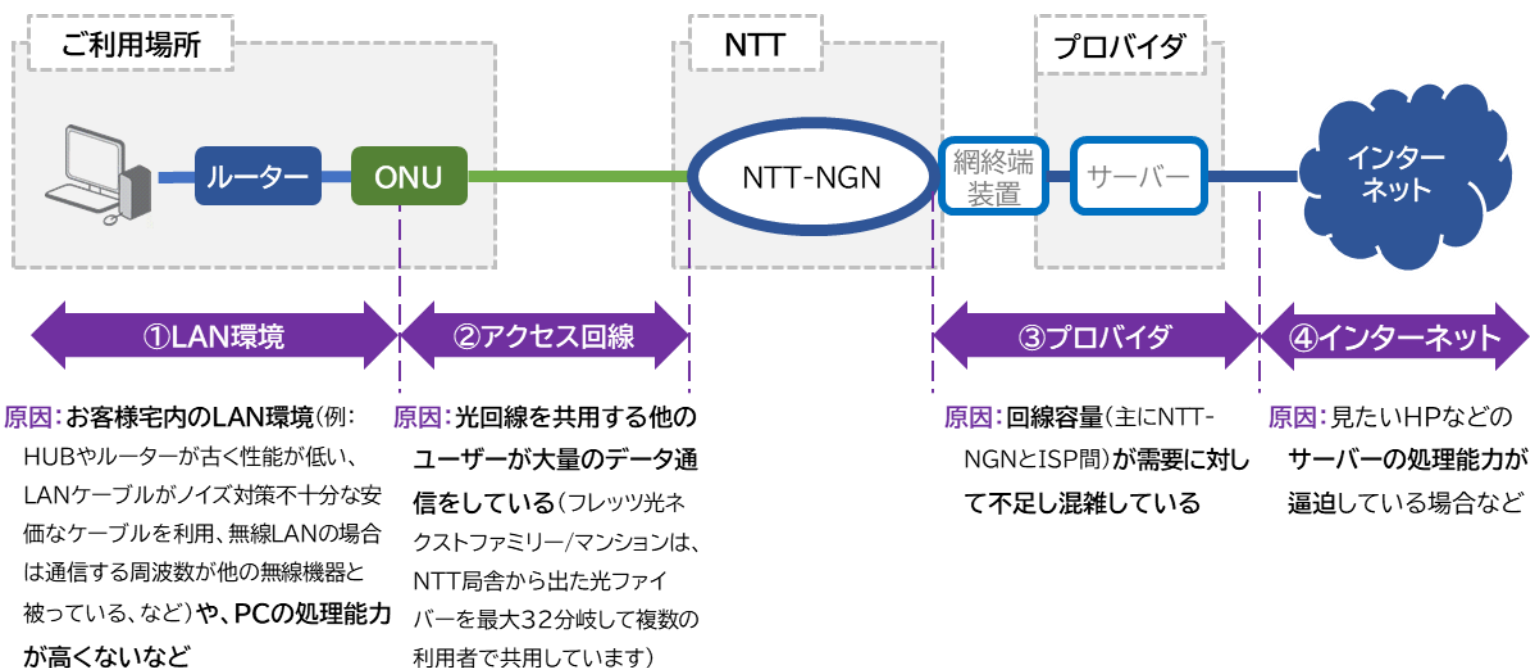 ご利用場所
NTT
プロバイダ
ルーター
ONU
NTT-NGN
網終端
装置
サーバー
インター
ネット
①LAN環境
②アクセス回線
③プロバイダ
④インターネット
原因：お客様宅内のLAN環境（例：
HUBやルーターが古く性能が低い、
LANケーブルがノイズ対策不十分な安
価なケーブルを利用、無線LANの場合
は通信する周波数が他の無線機器と
被っている、など）や、PCの処理能力
が高くないなど
原因：光回線を共用する他の
ユーザーが大量のデータ通
信をしている（フレッツ光ネ
クストファミリー/マンションは、
NTT局舎から出た光ファイ
バーを最大32分岐して複数の
利用者で共用しています）
原因：回線容量（主にNTT-
NGNとISP間）が需要に対し
て不足し混雑している
原因：見たいHPなどの
サーバーの処理能力が
逼迫している場合など